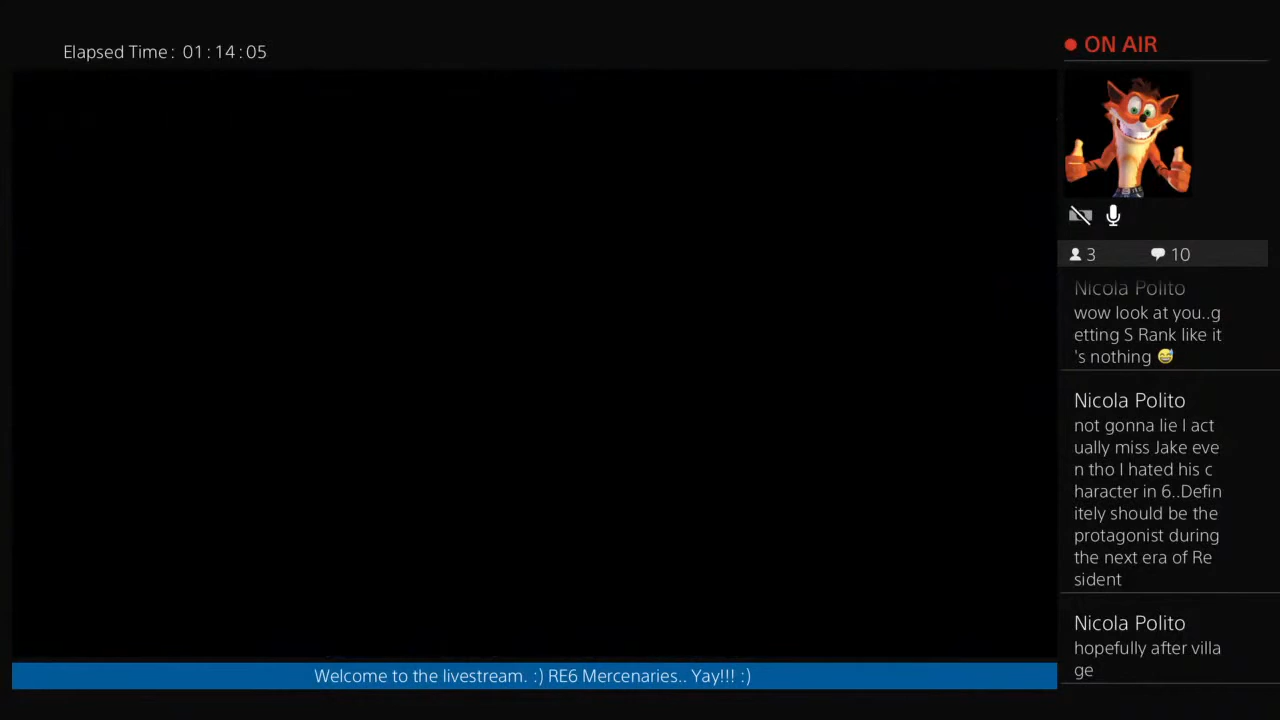 Elapsed Time: 01:14:05
ON AIR
3 10
Nicola Polito
wow look at you..g
etting S Rank like it
's nothing 😅
Nicola Polito
not gonna lie I act
ually miss Jake eve
n tho I hated his c
haracter in 6..Defin
itely should be the
protagonist during
the next era of Re
sident
Nicola Polito
hopefully after villa
ge
Welcome to the livestream. :) RE6 Mercenaries.. Yay!!! :)